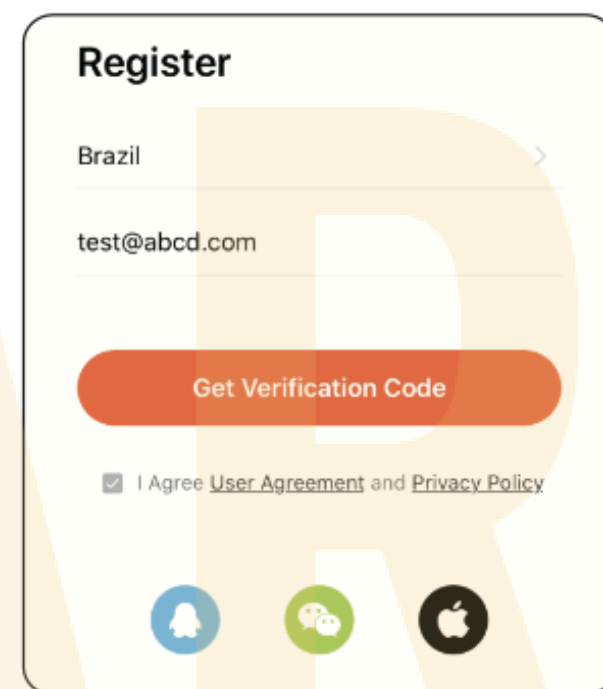 Register
Brazil
test@abcd.com
Get Verification Code
I Agree User Agreement and Privacy Policy